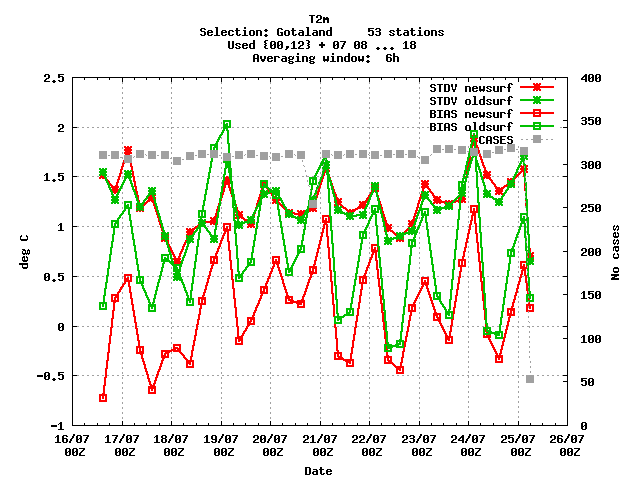 T2m
Selection: Gotaland     53 stations
Used {00,12} + 07 08 ... 18
Averaging window:  6h
STDV newsurf
STDV oldsurf
BIAS newsurf
BIAS oldsurf
CASES
2.5
2
1.5
1
0.5
0
-0.5
-1
deg C
400
350
300
250
200
150
100
50
0
No cases
16/07 17/07 18/07 19/07 20/07 21/07 22/07 23/07 24/07 25/07 26/07
00Z 00Z 00Z 00Z 00Z 00Z 00Z 00Z 00Z 00Z 00Z
Date